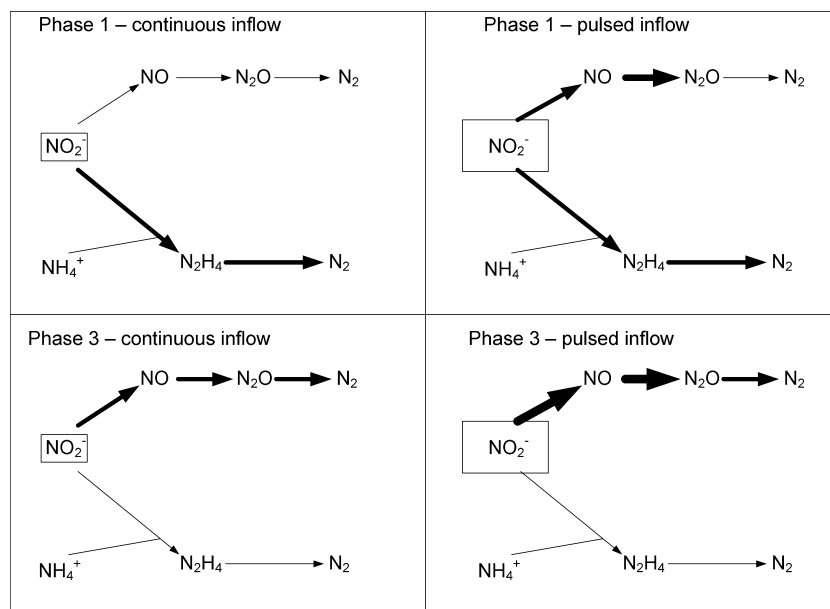 Phase 1 – continuous inflow
NO N₂O N₂
NO₂⁻
NH₄⁺ N₂H₄ N₂
Phase 1 – pulsed inflow
NO N₂O N₂
NO₂⁻
NH₄⁺ N₂H₄ N₂
Phase 3 – continuous inflow
NO N₂O N₂
NO₂⁻
NH₄⁺ N₂H₄ N₂
Phase 3 – pulsed inflow
NO N₂O N₂
NO₂⁻
NH₄⁺ N₂H₄ N₂